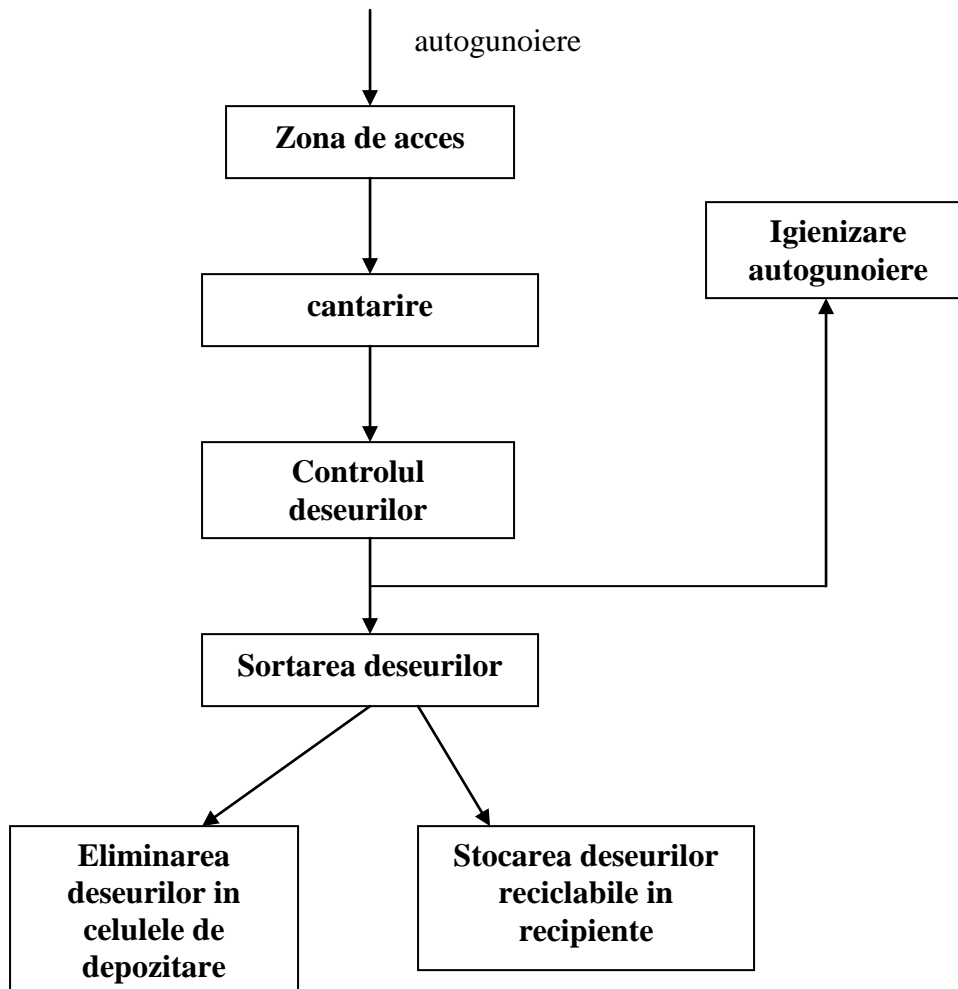 autogunoiere
Zona de acces
Igienizare
autogunoiere
cantarire
Controlul
deseurilor
Sortarea deseurilor
Eliminarea
deseurilor in
celulele de
depozitare
Stocarea deseurilor
reciclabile in
recipiente